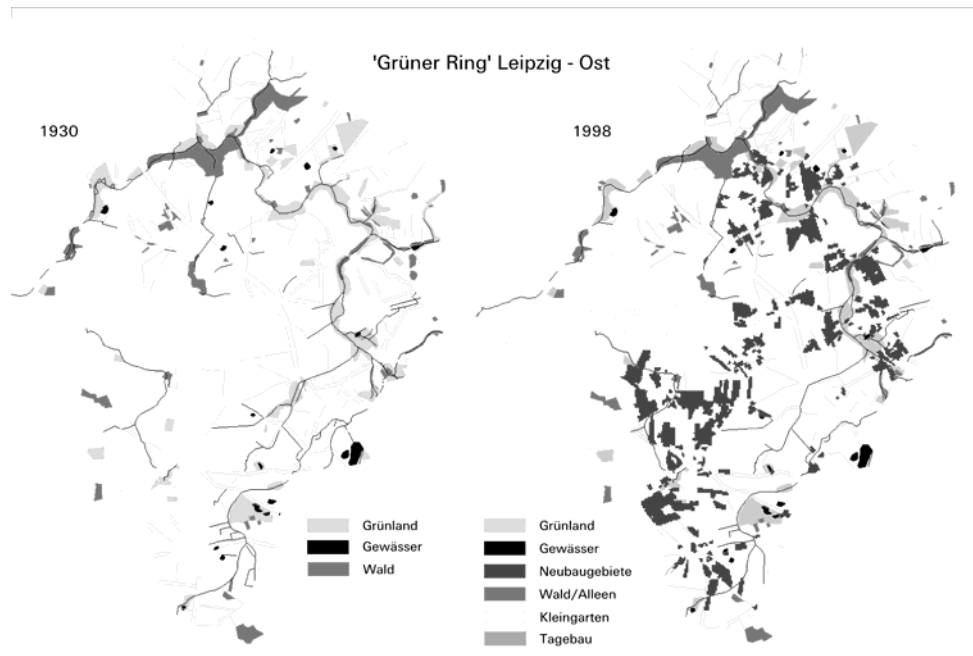 'Grüner Ring' Leipzig - Ost
1930
1998
Grünland
Gewässer
Wald
Grünland
Gewässer
Neubaugebiete
Wald/Alleen
Kleingarten
Tagebau